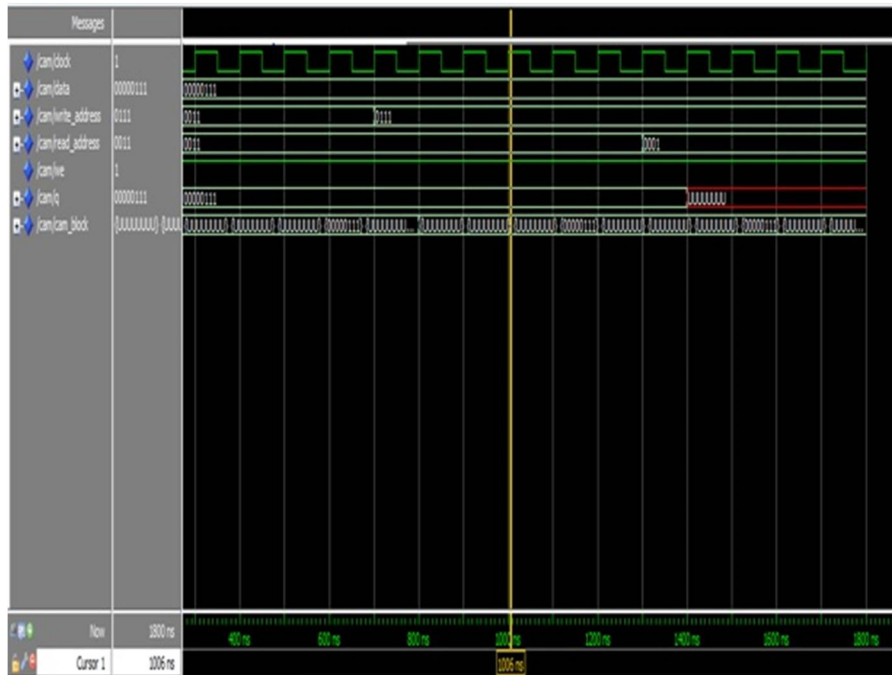 Messages
/cam/clock 1
/cam/data 00000111 00000111
/cam/write_address 0111 0011 0111
/cam/read_address 0011 0011 0001
/cam/we 1
/cam/q 00000111 00000111 UUUUUUUU
/cam/cam_block
Now 1800 ns 400 ns 600 ns 800 ns 1000 ns 1200 ns 1400 ns 1600 ns 1800 ns
Cursor 1 1006 ns 1006 ns